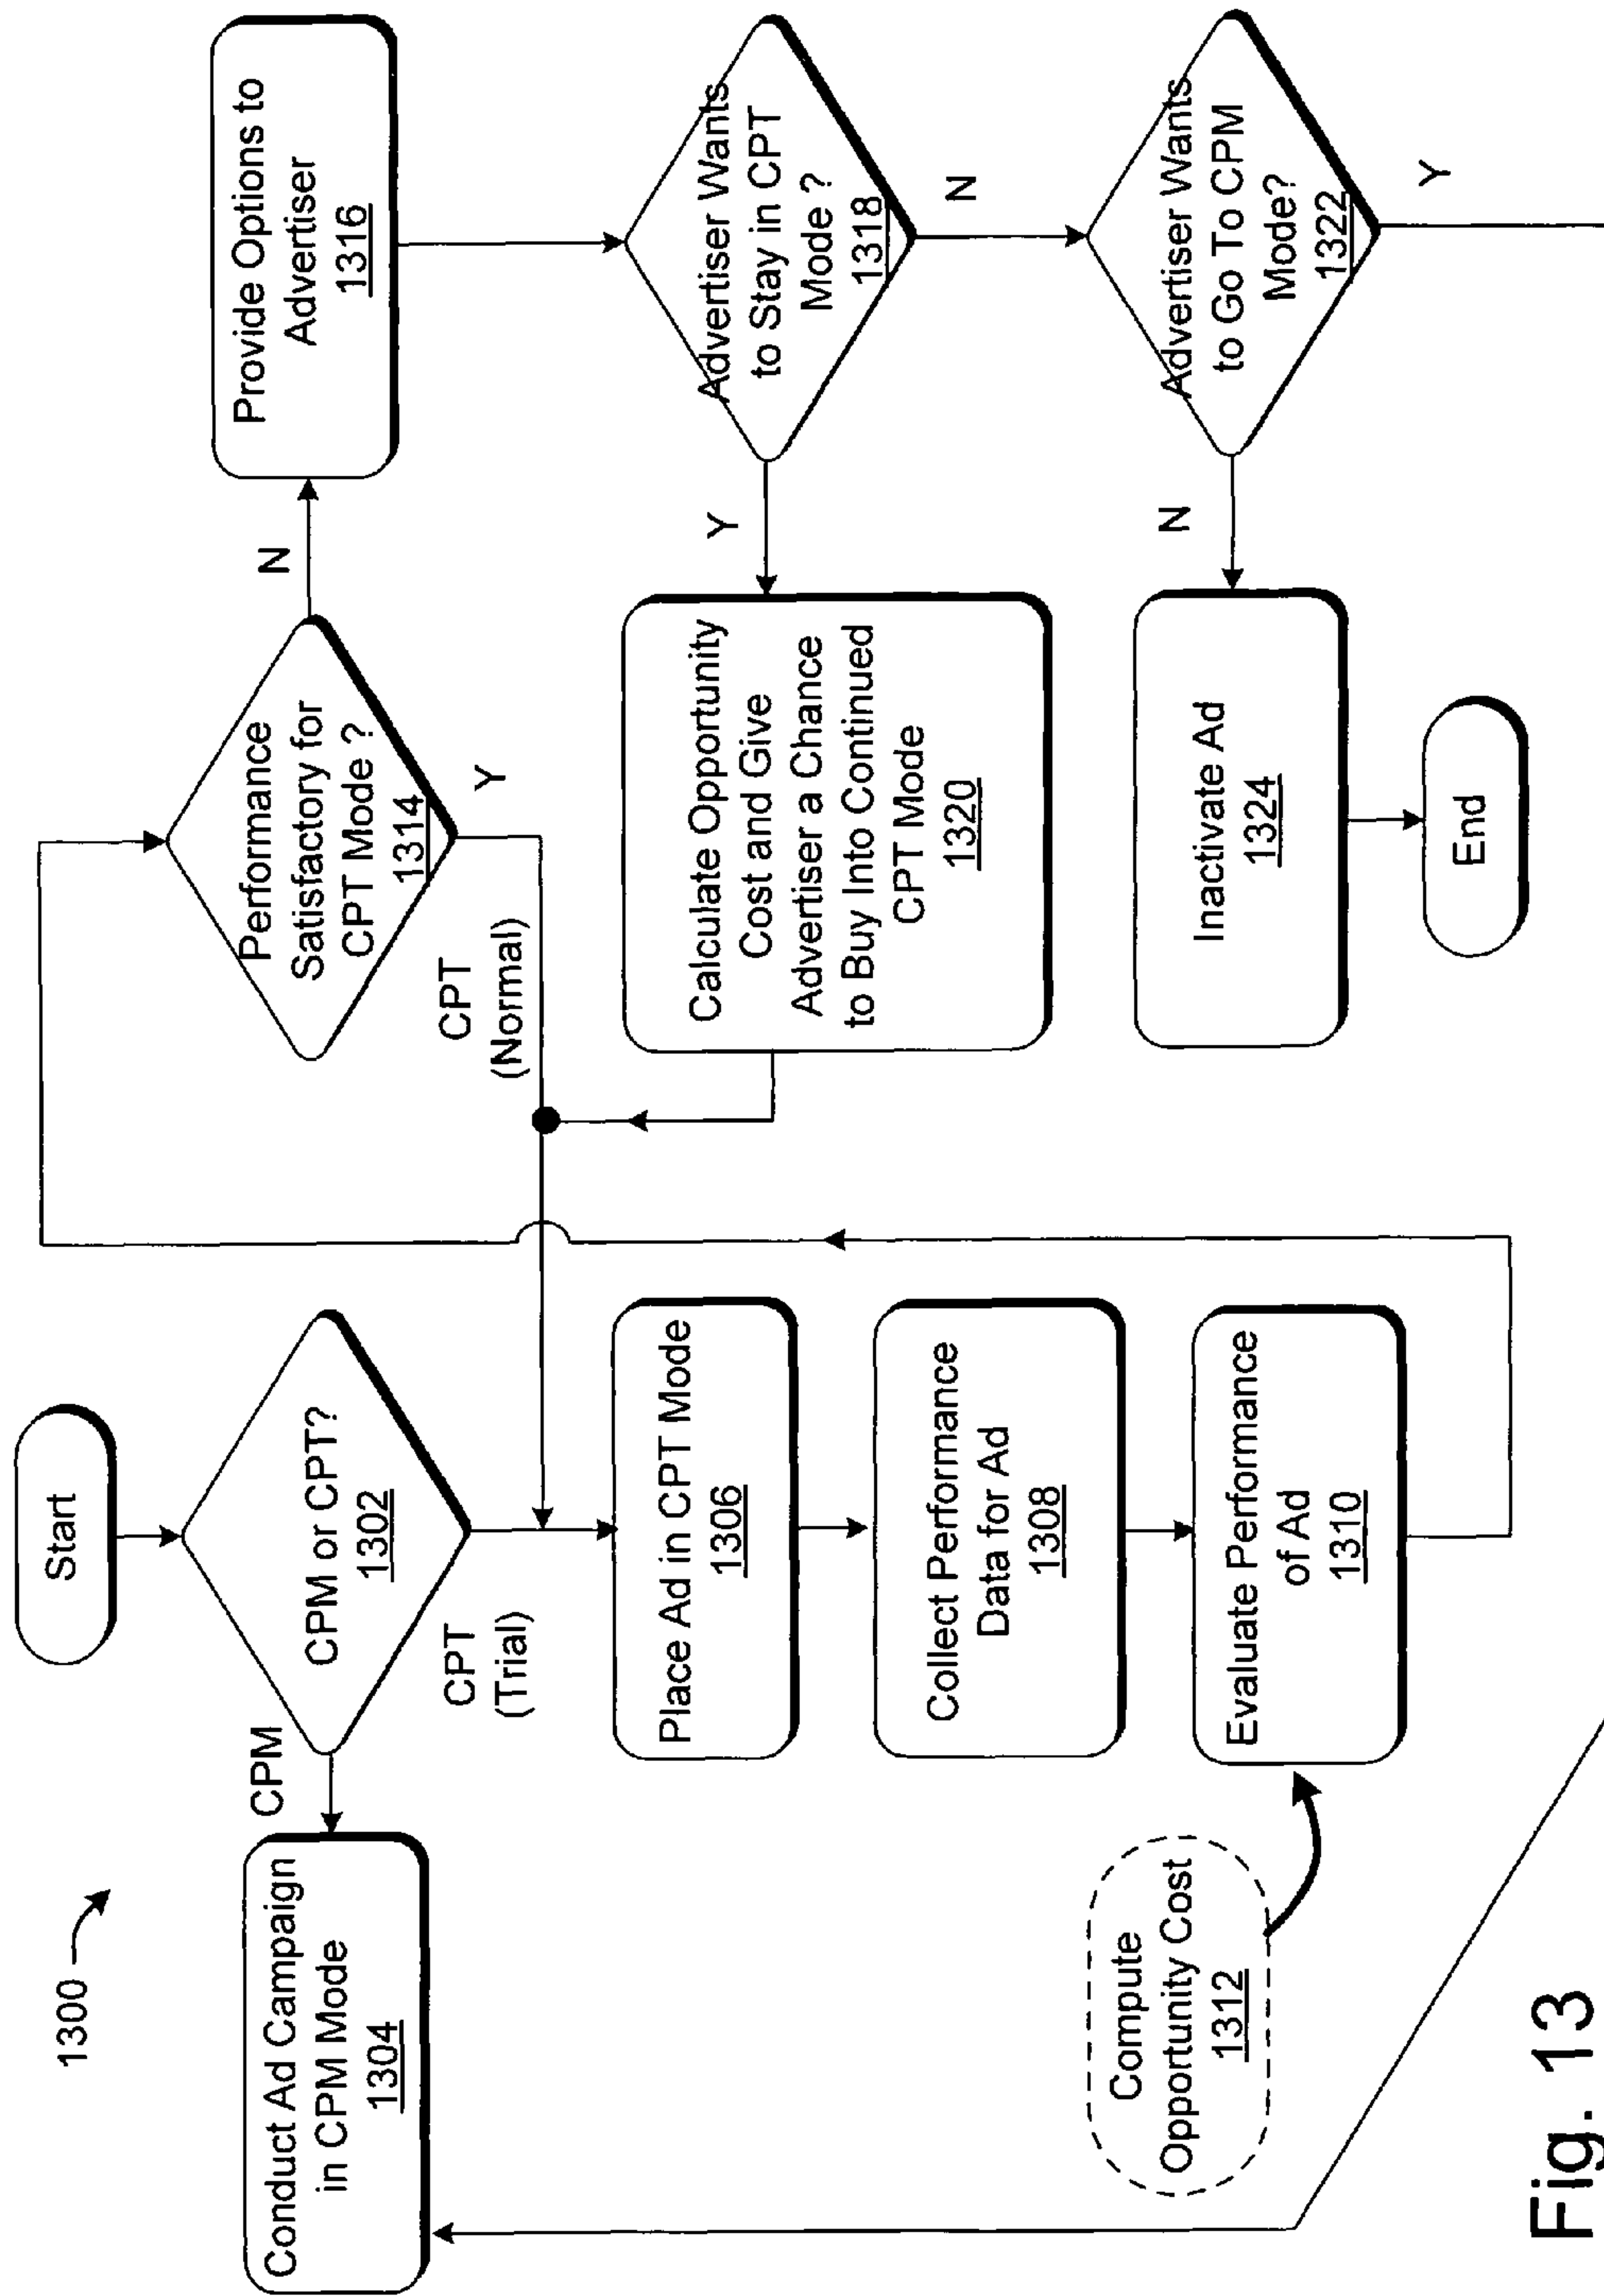 1300
Start
CPM or CPT?
1302
CPM
CPT
(Trial)
Conduct Ad Campaign
in CPM Mode
1304
Place Ad in CPT Mode
1306
Collect Performance
Data for Ad
1308
Evaluate Performance
of Ad
1310
Compute
Opportunity Cost
1312
Performance
Satisfactory for
CPT Mode ?
1314
N
Y
CPT
(Normal)
Provide Options to
Advertiser
1316
Advertiser Wants
to Stay in CPT
Mode ?
1318
Y
N
Calculate Opportunity
Cost and Give
Advertiser a Chance
to Buy Into Continued
CPT Mode
1320
Advertiser Wants
to Go To CPM
Mode?
1322
N
Y
Inactivate Ad
1324
End
Fig. 13